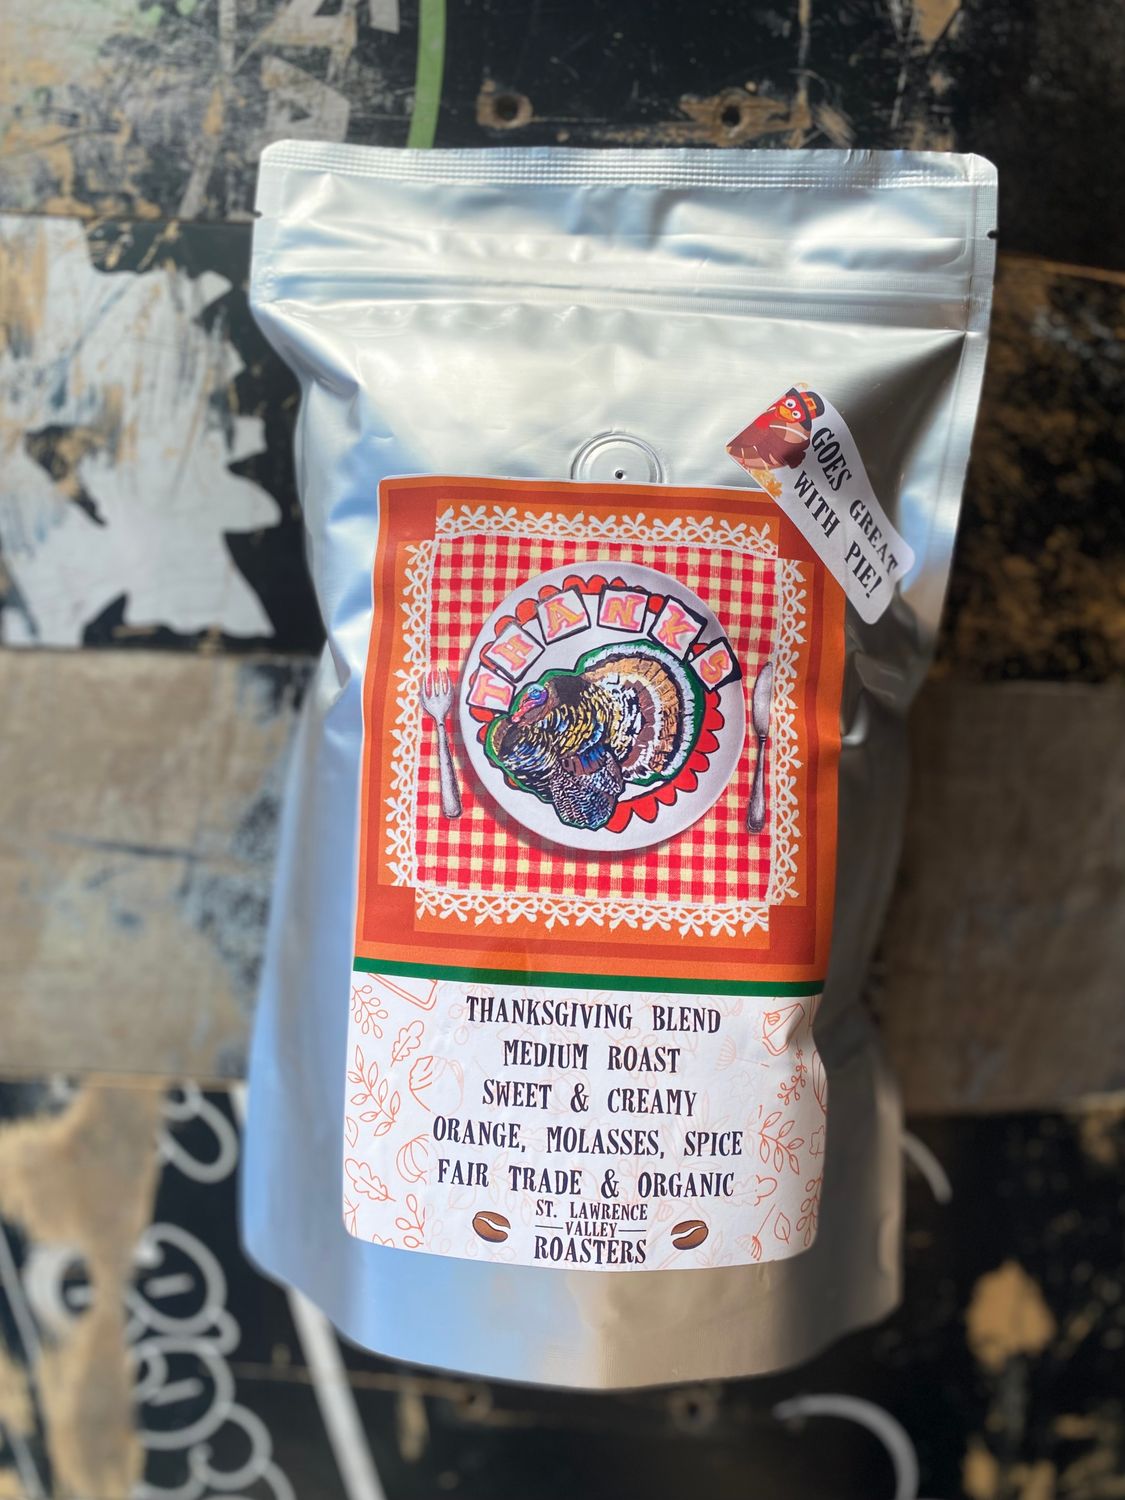 GOES GREAT
WITH PIE!
THANKS
THANKSGIVING BLEND
MEDIUM ROAST
SWEET & CREAMY
ORANGE, MOLASSES, SPICE
FAIR TRADE & ORGANIC
ST. LAWRENCE
VALLEY
ROASTERS